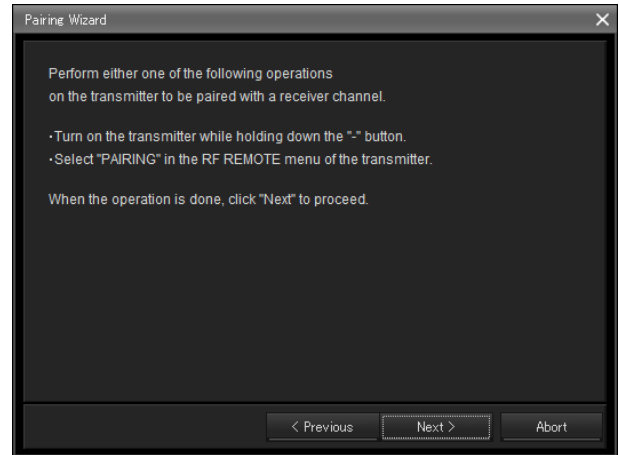 Pairing Wizard
Perform either one of the following operations
on the transmitter to be paired with a receiver channel.
・Turn on the transmitter while holding down the "-" button.
・Select "PAIRING" in the RF REMOTE menu of the transmitter.
When the operation is done, click "Next" to proceed.
< Previous Next > Abort